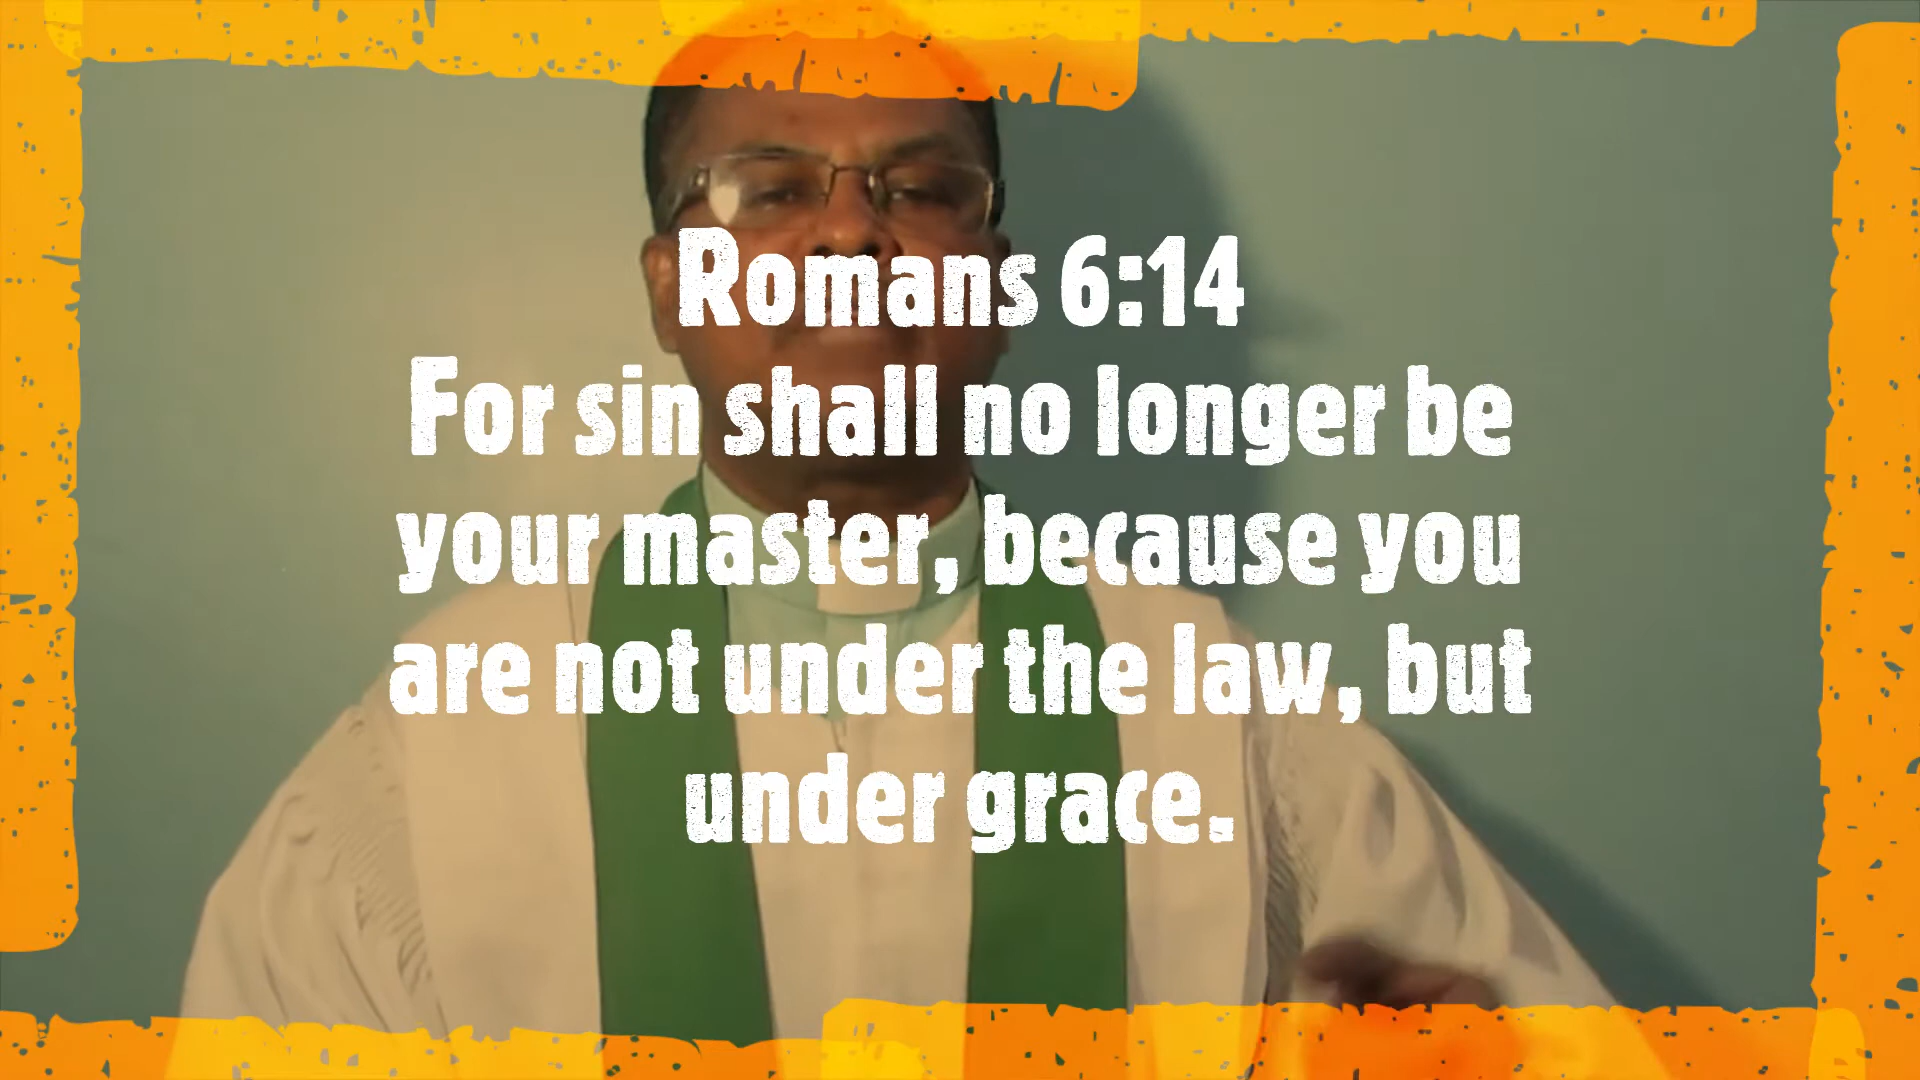 Romans 6:14
For sin shall no longer be
your master, because you
are not under the law, but
under grace.